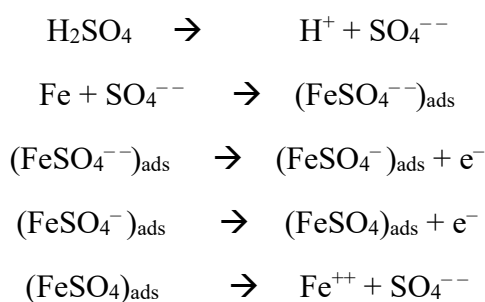 H₂SO₄ → H⁺ + SO₄⁻⁻
Fe + SO₄⁻⁻ → (FeSO₄⁻⁻)ads
(FeSO₄⁻⁻)ads → (FeSO₄⁻)ads + e⁻
(FeSO₄⁻)ads → (FeSO₄)ads + e⁻
(FeSO₄)ads → Fe⁺⁺ + SO₄⁻⁻